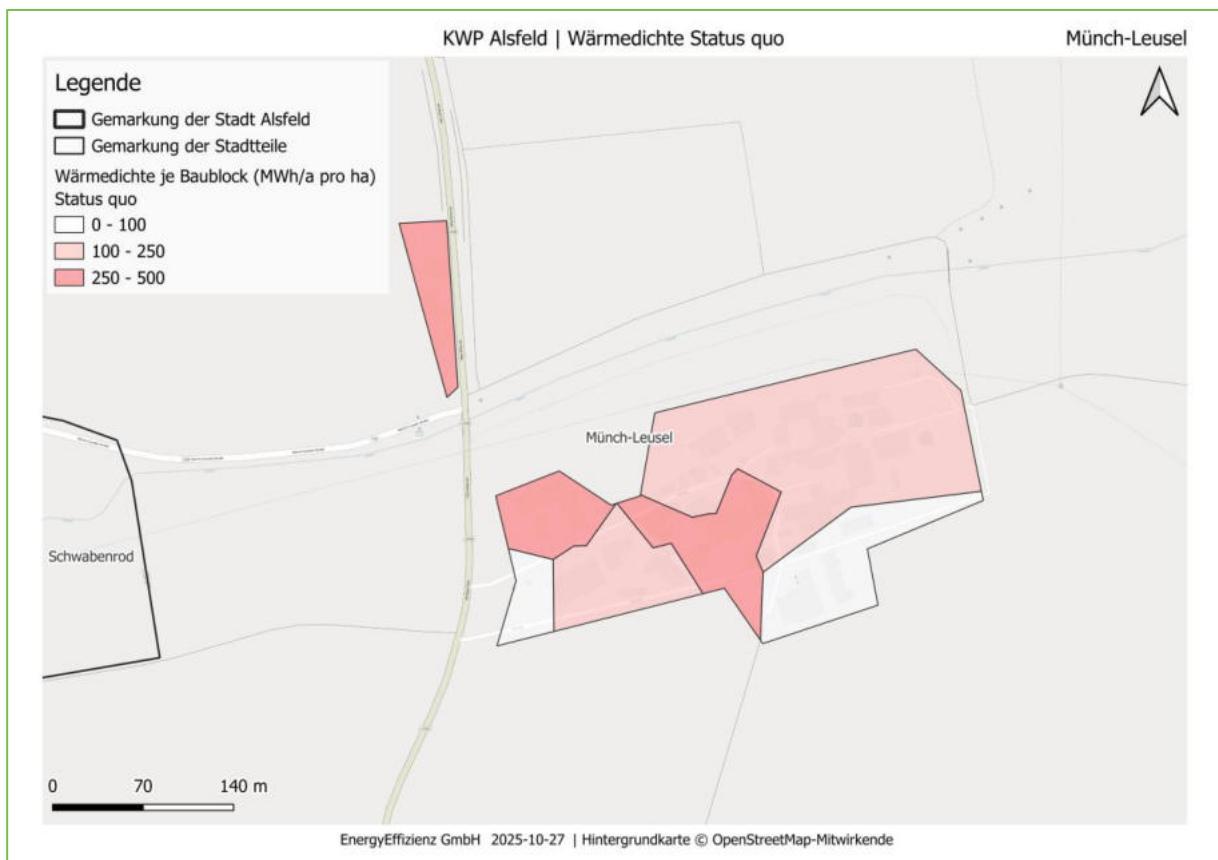 KWP Alsfeld | Wärmedichte Status quo
Münch-Leusel
Legende
Gemarkung der Stadt Alsfeld
Gemarkung der Stadtteile
Wärmedichte je Baublock (MWh/a pro ha)
Status quo
0 - 100
100 - 250
250 - 500
Münch-Leusel
Schwabenrod
0 70 140 m
EnergyEffizienz GmbH 2025-10-27 | Hintergrundkarte © OpenStreetMap-Mitwirkende